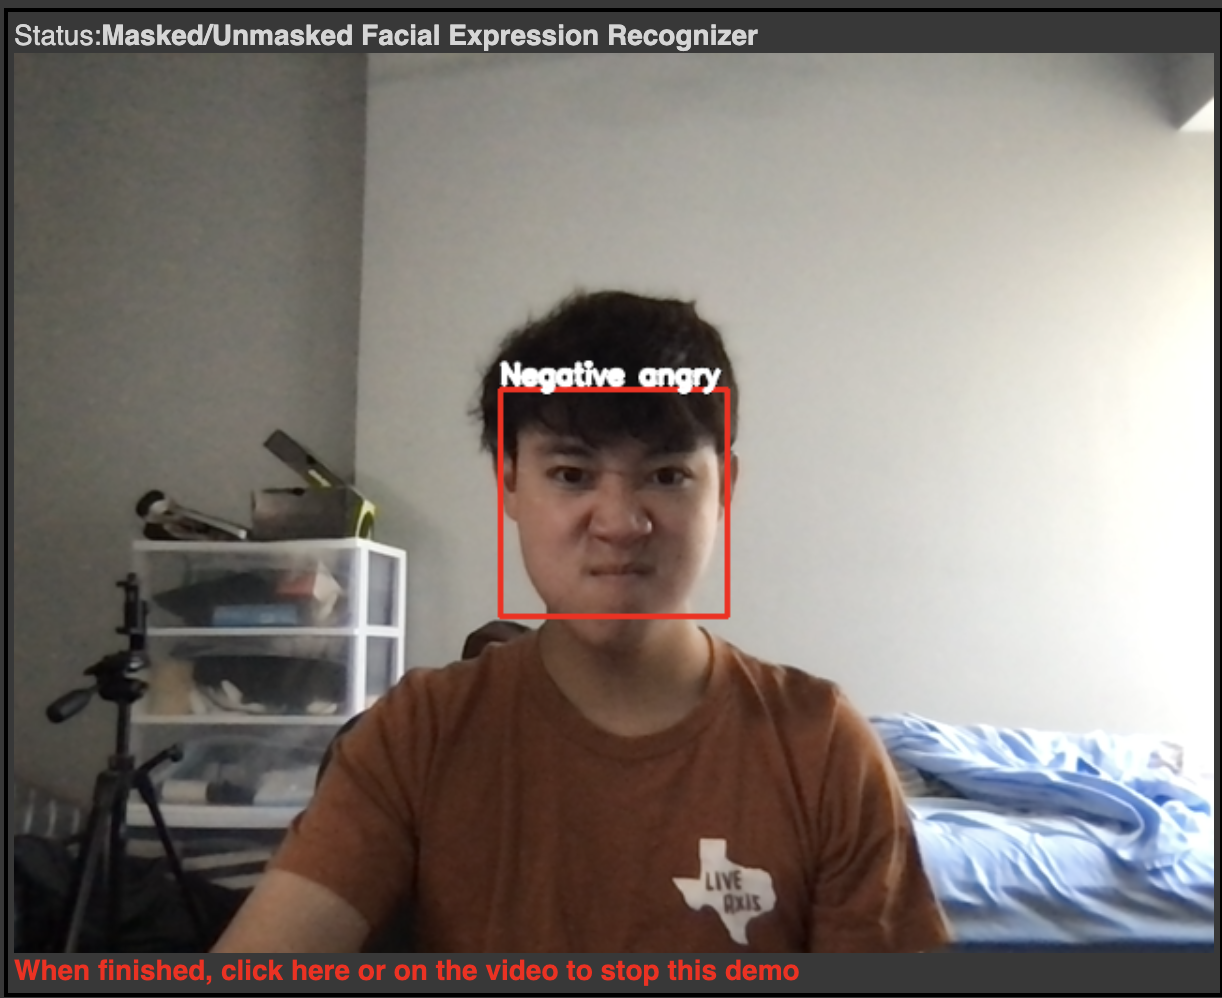 Status:Masked/Unmasked Facial Expression Recognizer
Negative angry
LIVE
AXIS
When finished, click here or on the video to stop this demo